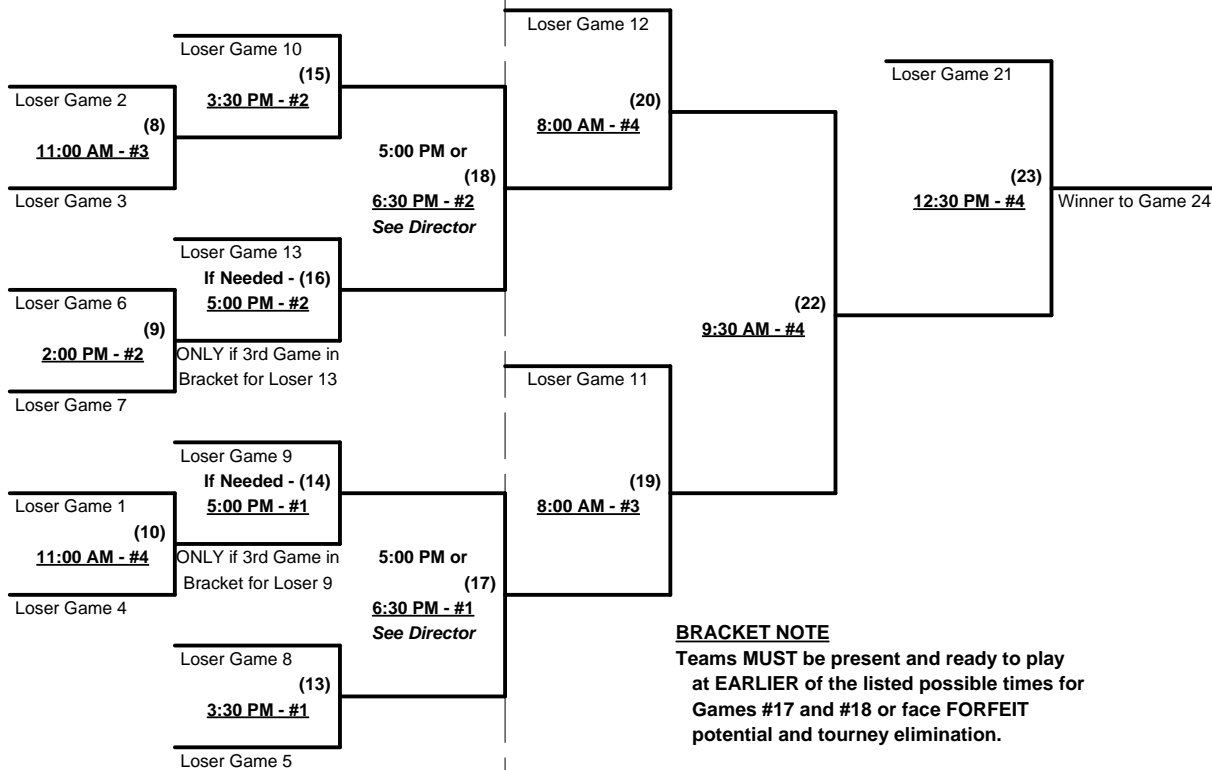 Loser Game 12
Loser Game 10
(15)
3:30 PM - #2
Loser Game 21
Loser Game 2
(8)
11:00 AM - #3
(20)
8:00 AM - #4
5:00 PM or
(18)
6:30 PM - #2
See Director
Loser Game 3
(23)
12:30 PM - #4
Winner to Game 24
Loser Game 13
If Needed - (16)
5:00 PM - #2
Loser Game 6
(9)
2:00 PM - #2
(22)
9:30 AM - #4
ONLY if 3rd Game in
Bracket for Loser 13
Loser Game 7
Loser Game 11
Loser Game 9
If Needed - (14)
5:00 PM - #1
Loser Game 1
(10)
11:00 AM - #4
(19)
8:00 AM - #3
ONLY if 3rd Game in
Bracket for Loser 9
5:00 PM or
(17)
6:30 PM - #1
See Director
Loser Game 4
Loser Game 8
(13)
3:30 PM - #1
Loser Game 5
BRACKET NOTE
Teams MUST be present and ready to play
at EARLIER of the listed possible times for
Games #17 and #18 or face FORFEIT
potential and tourney elimination.